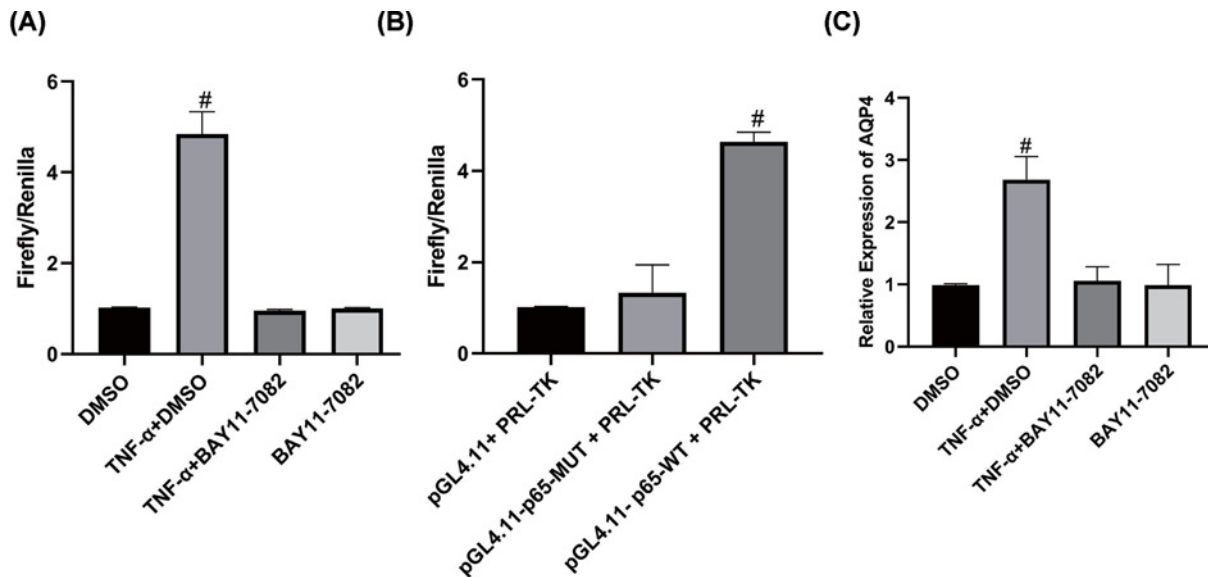 (A)
Firefly/Renilla
6
4
2
0
#
DMSO
TNF-α+DMSO
TNF-α+BAY11-7082
BAY11-7082
(B)
Firefly/Renilla
6
4
2
0
#
pGL4.11+ PRL-TK
pGL4.11-p65-MUT + PRL-TK
pGL4.11- p65-WT + PRL-TK
(C)
Relative Expression of AQP4
4
3
2
1
0
#
DMSO
TNF-α+DMSO
TNF-α+BAY11-7082
BAY11-7082